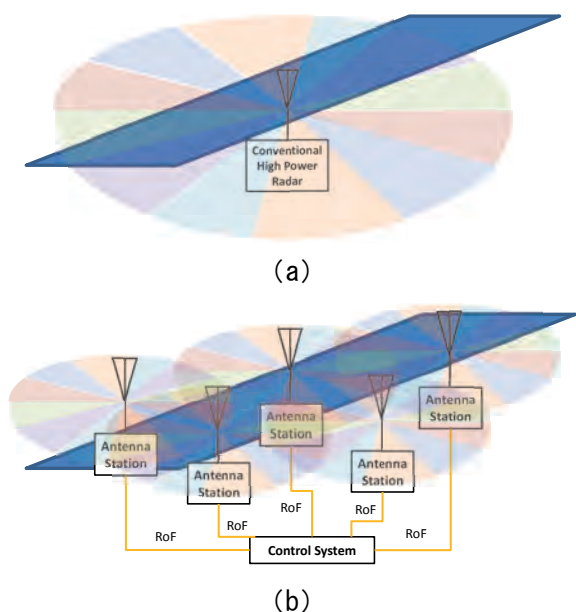 Conventional
High Power
Radar
(a)
Antenna
Station
Antenna
Station
Antenna
Station
Antenna
Station
Antenna
Station
RoF
RoF
RoF
RoF
RoF
Control System
(b)